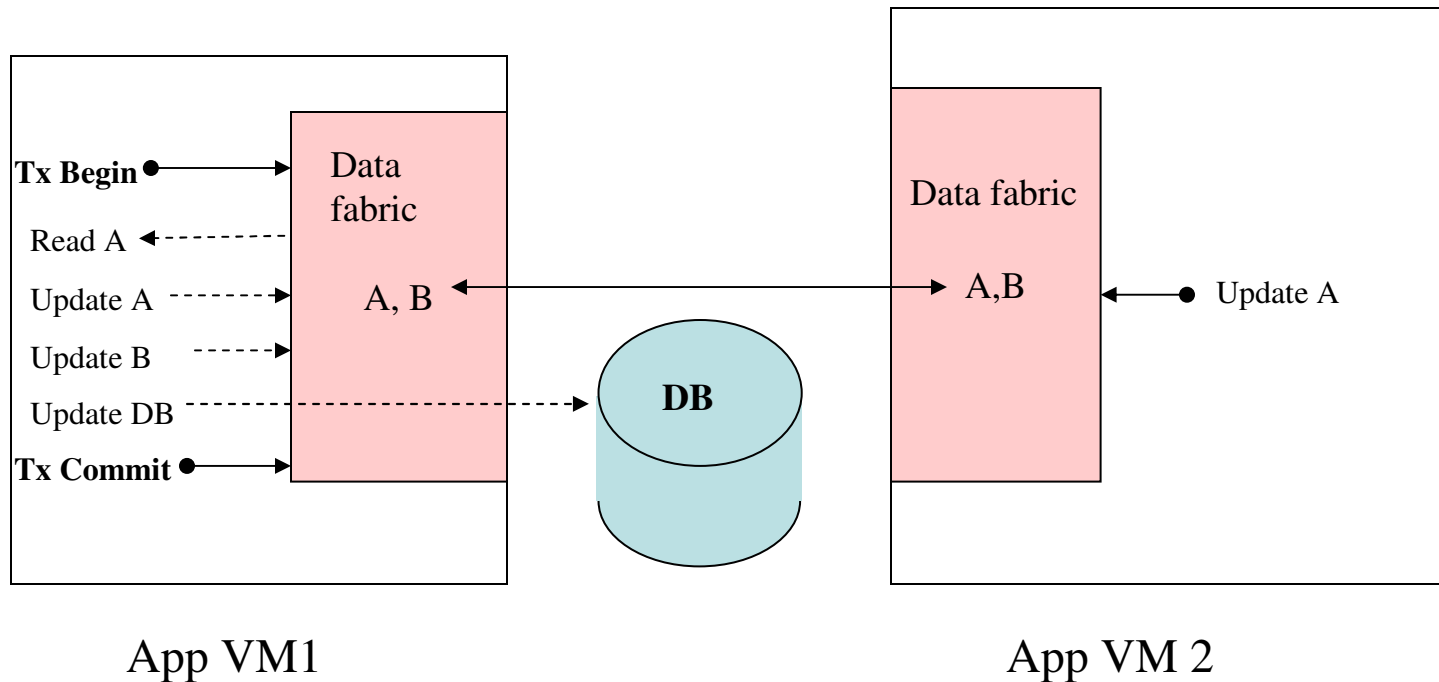 Tx Begin
Read A
Update A
Update B
Update DB
Tx Commit
Data
fabric
A, B
DB
Data fabric
A,B
Update A
App VM1
App VM 2